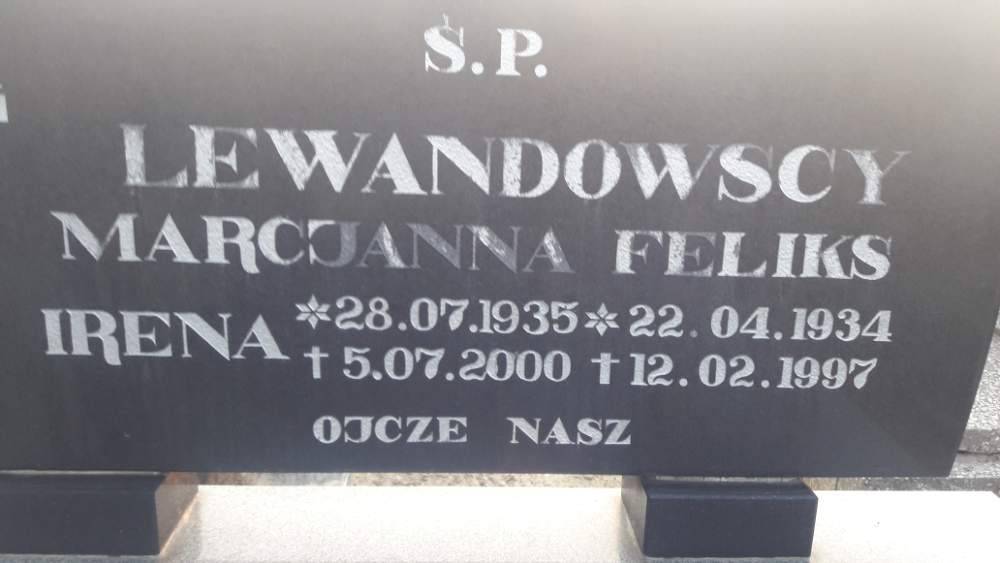 Ś.P.
LEWANDOWSCY
MARCJANNA FELIKS
IRENA *28.07.1935 *22.04.1934
†5.07.2000 †12.02.1997
OJCZE NASZ